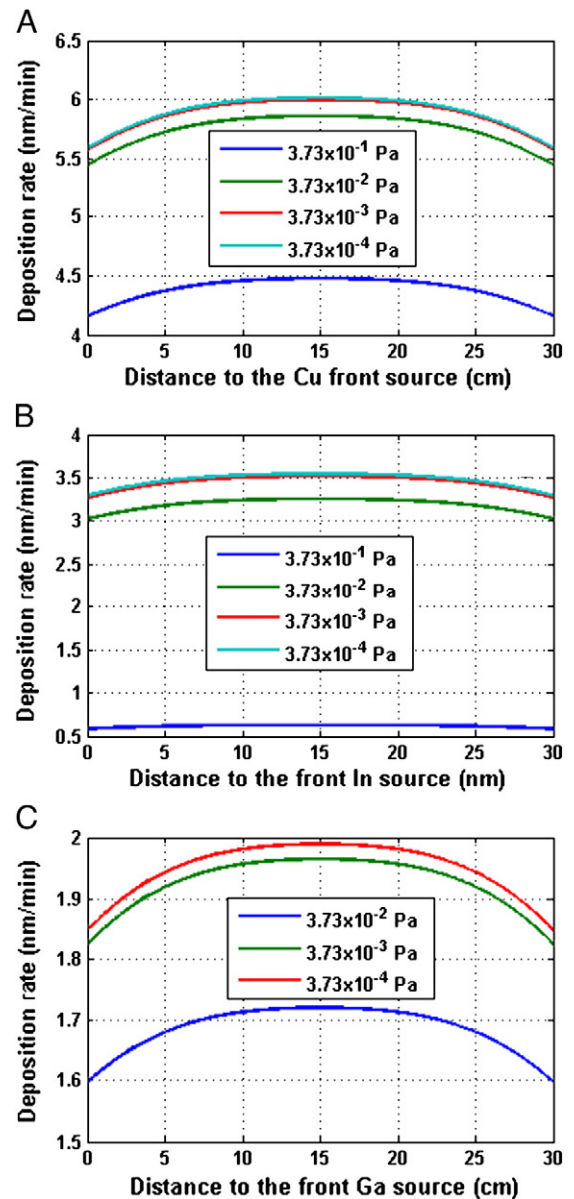 A
Deposition rate (nm/min)
6.5
6
5.5
5
4.5
4
3.73x10⁻¹ Pa
3.73x10⁻² Pa
3.73x10⁻³ Pa
3.73x10⁻⁴ Pa
0 5 10 15 20 25 30
Distance to the Cu front source (cm)
B
Deposition rate (nm/min)
4
3.5
3
2.5
2
1.5
1
0.5
3.73x10⁻¹ Pa
3.73x10⁻² Pa
3.73x10⁻³ Pa
3.73x10⁻⁴ Pa
0 5 10 15 20 25 30
Distance to the front In source (nm)
C
Deposition rate (nm/min)
2
1.9
1.8
1.7
1.6
1.5
3.73x10⁻² Pa
3.73x10⁻³ Pa
3.73x10⁻⁴ Pa
0 5 10 15 20 25 30
Distance to the front Ga source (cm)